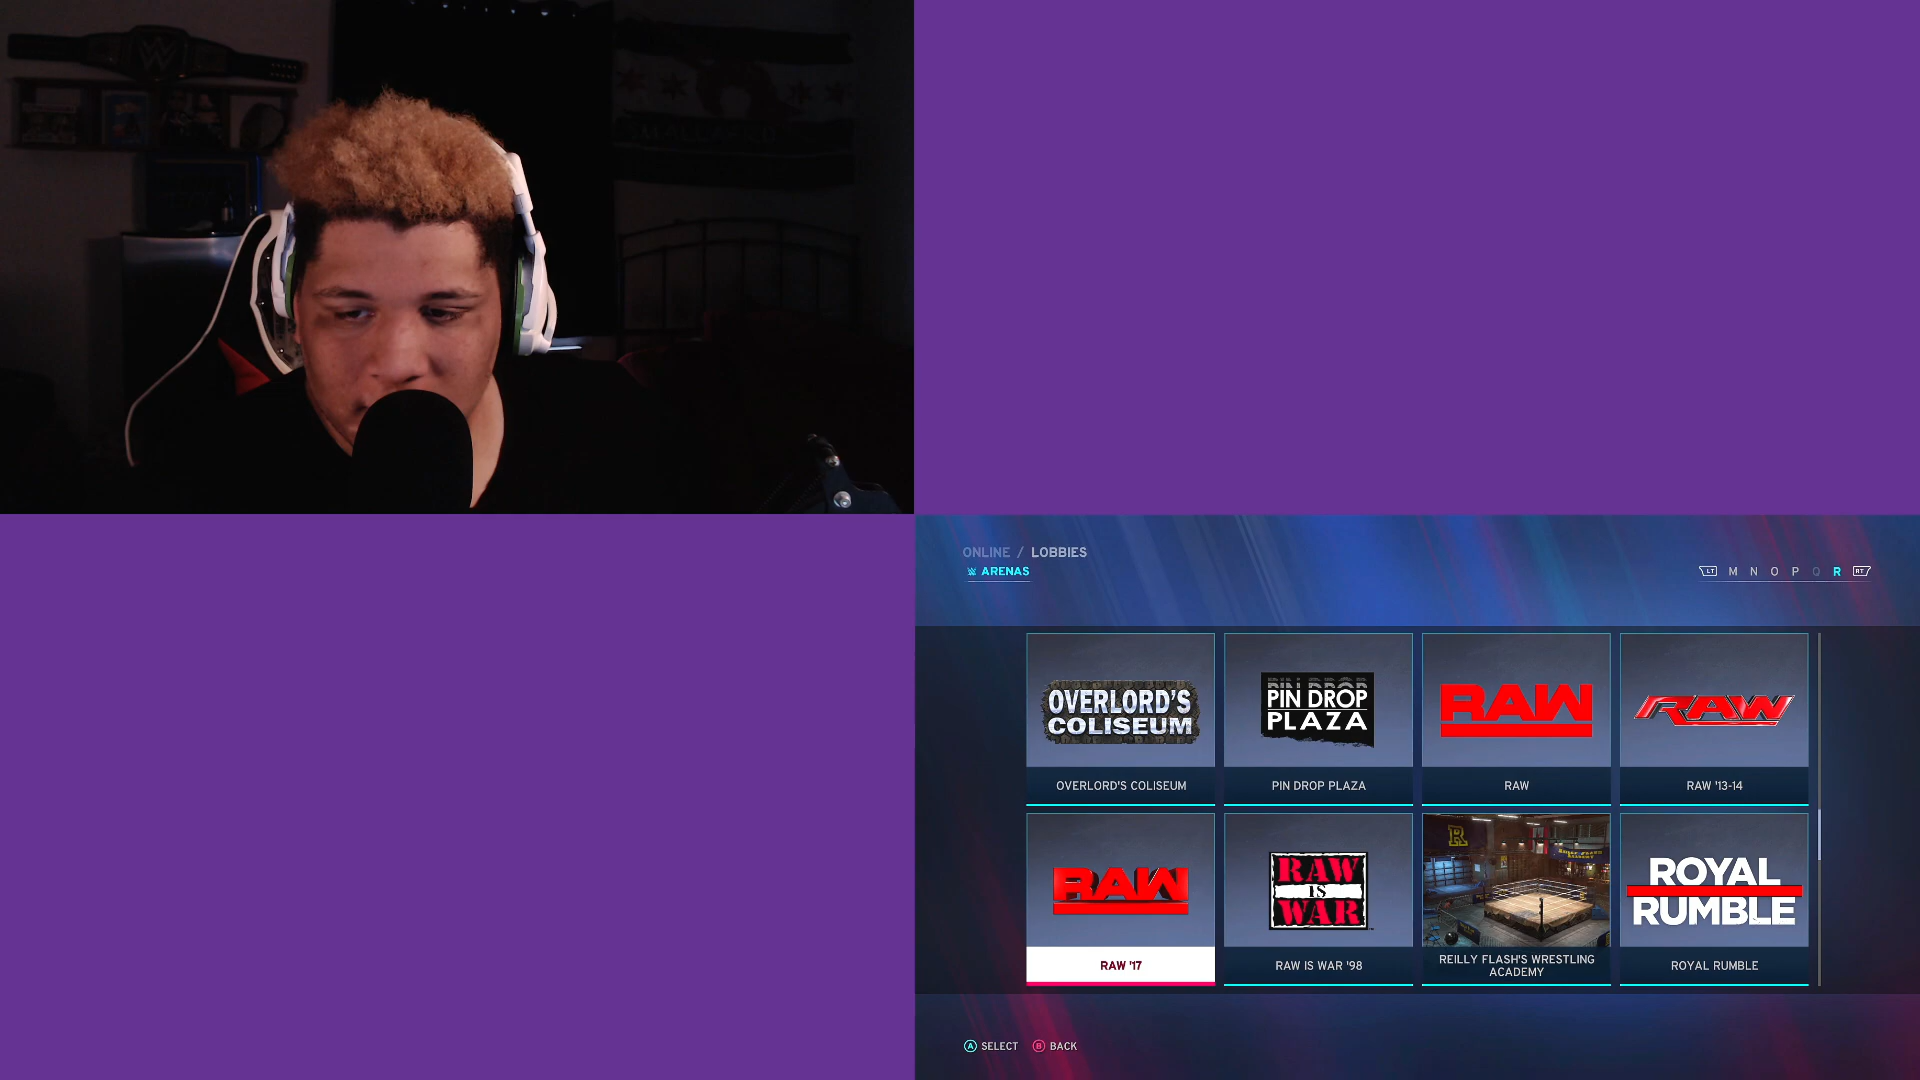 ONLINE / LOBBIES
ARENAS
LT M N O P Q R RT
OVERLORD'S
COLISEUM
PIN DROP
PLAZA
RAW
RAW
OVERLORD'S COLISEUM
PIN DROP PLAZA
RAW
RAW '13-14
RAW
RAW
IS
WAR
R
ROYAL
RUMBLE
RAW '17
RAW IS WAR '98
REILLY FLASH'S WRESTLING
ACADEMY
ROYAL RUMBLE
A SELECT B BACK